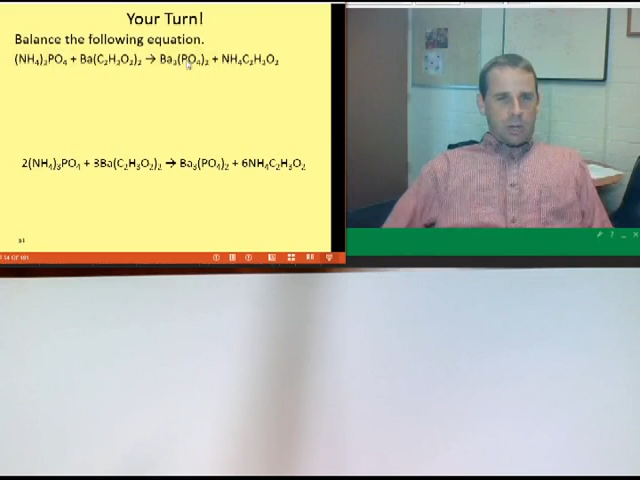 Your Turn!
Balance the following equation.
(NH₄)₃PO₄ + Ba(C₂H₃O₂)₂ → Ba₃(PO₄)₂ + NH₄C₂H₃O₂
2(NH₄)₃PO₄ + 3Ba(C₂H₃O₂)₂ → Ba₃(PO₄)₂ + 6NH₄C₂H₃O₂